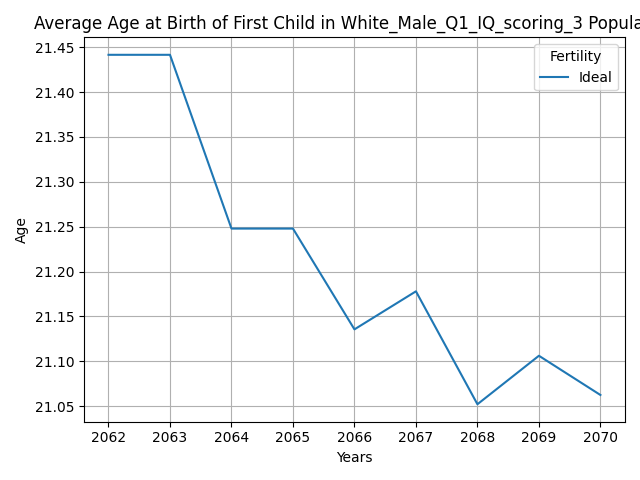 Average Age at Birth of First Child in White_Male_Q1_IQ_scoring_3 Popula
Fertility
Ideal
21.45
21.40
21.35
21.30
21.25
21.20
21.15
21.10
21.05
Age
2062 2063 2064 2065 2066 2067 2068 2069 2070
Years